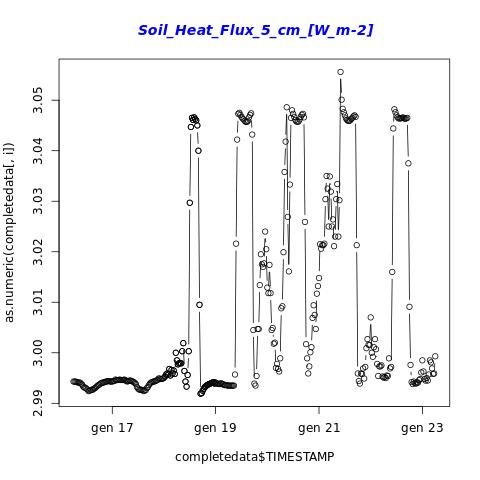 Soil_Heat_Flux_5_cm_[W_m-2]
as.numeric(completedata[, i])
3.05
3.04
3.03
3.02
3.01
3.00
2.99
gen 17 gen 19 gen 21 gen 23
completedata$TIMESTAMP